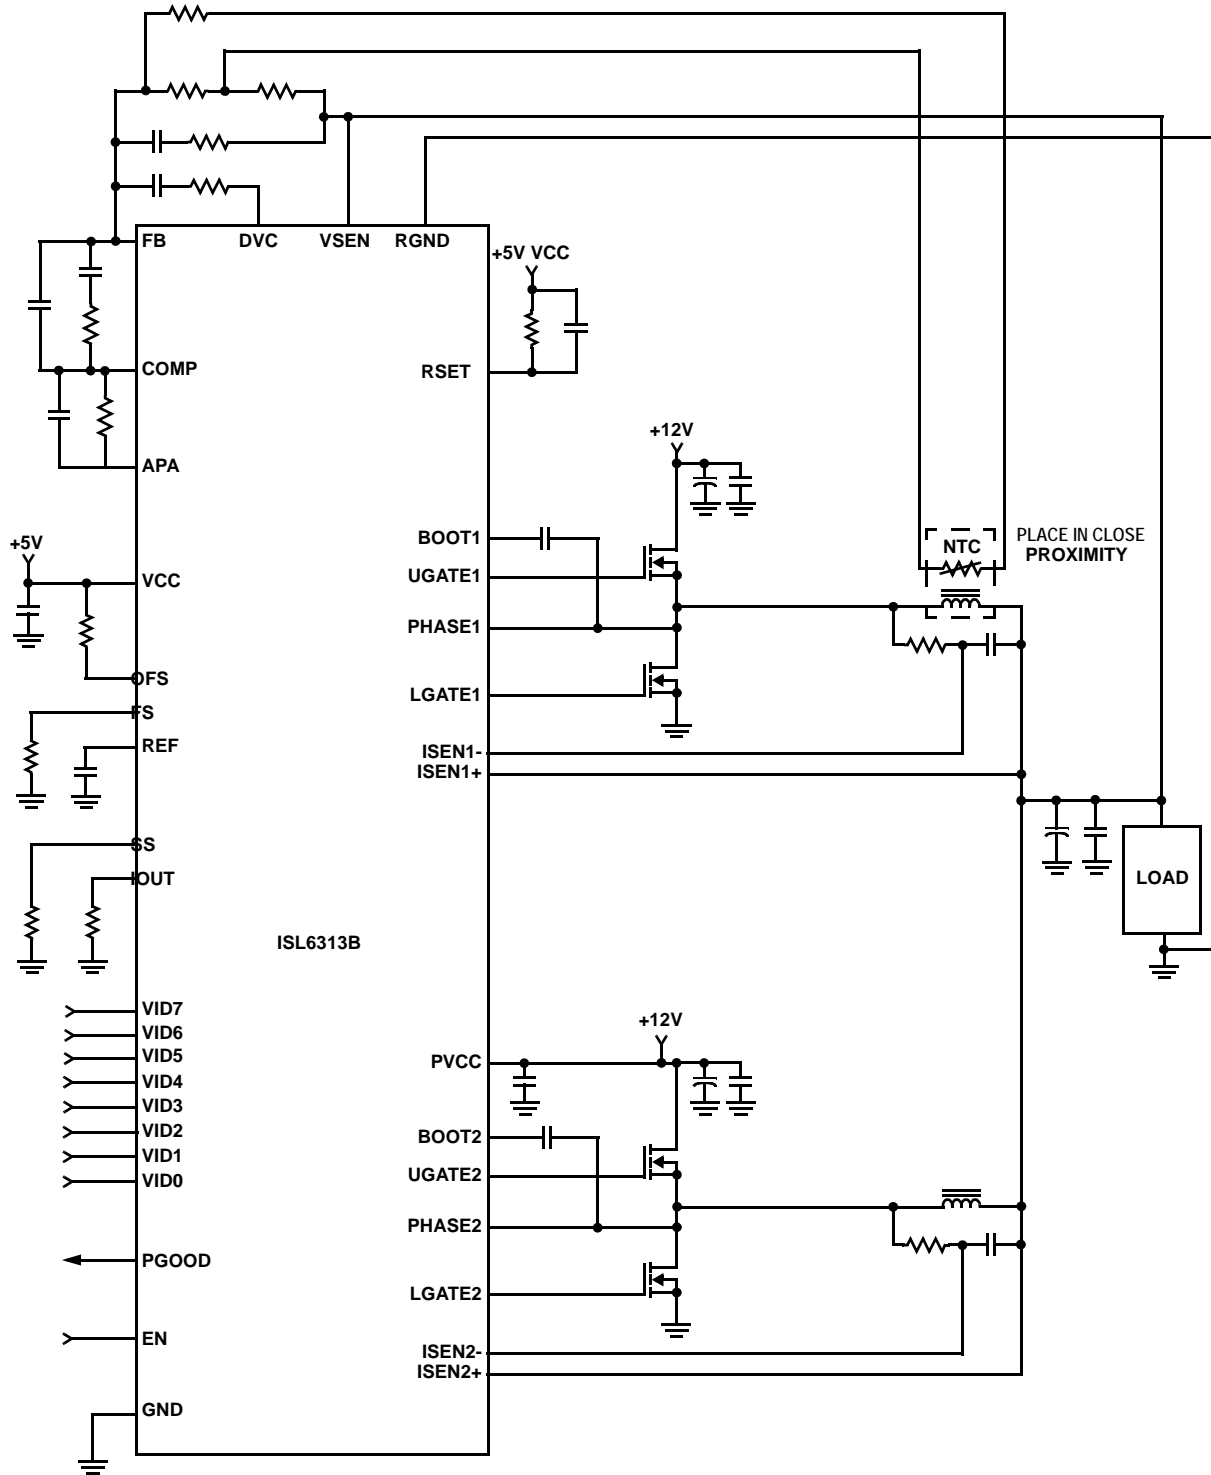 FB
DVC
VSEN
RGND
+5V VCC
COMP
RSET
+12V
APA
BOOT1
NTC
PLACE IN CLOSE
PROXIMITY
+5V
VCC
UGATE1
PHASE1
OFS
LGATE1
FS
REF
ISEN1-
ISEN1+
SS
IOUT
LOAD
ISL6313B
VID7
VID6
+12V
VID5
PVCC
VID4
VID3
VID2
BOOT2
VID1
VID0
UGATE2
PHASE2
PGOOD
LGATE2
EN
ISEN2-
ISEN2+
GND